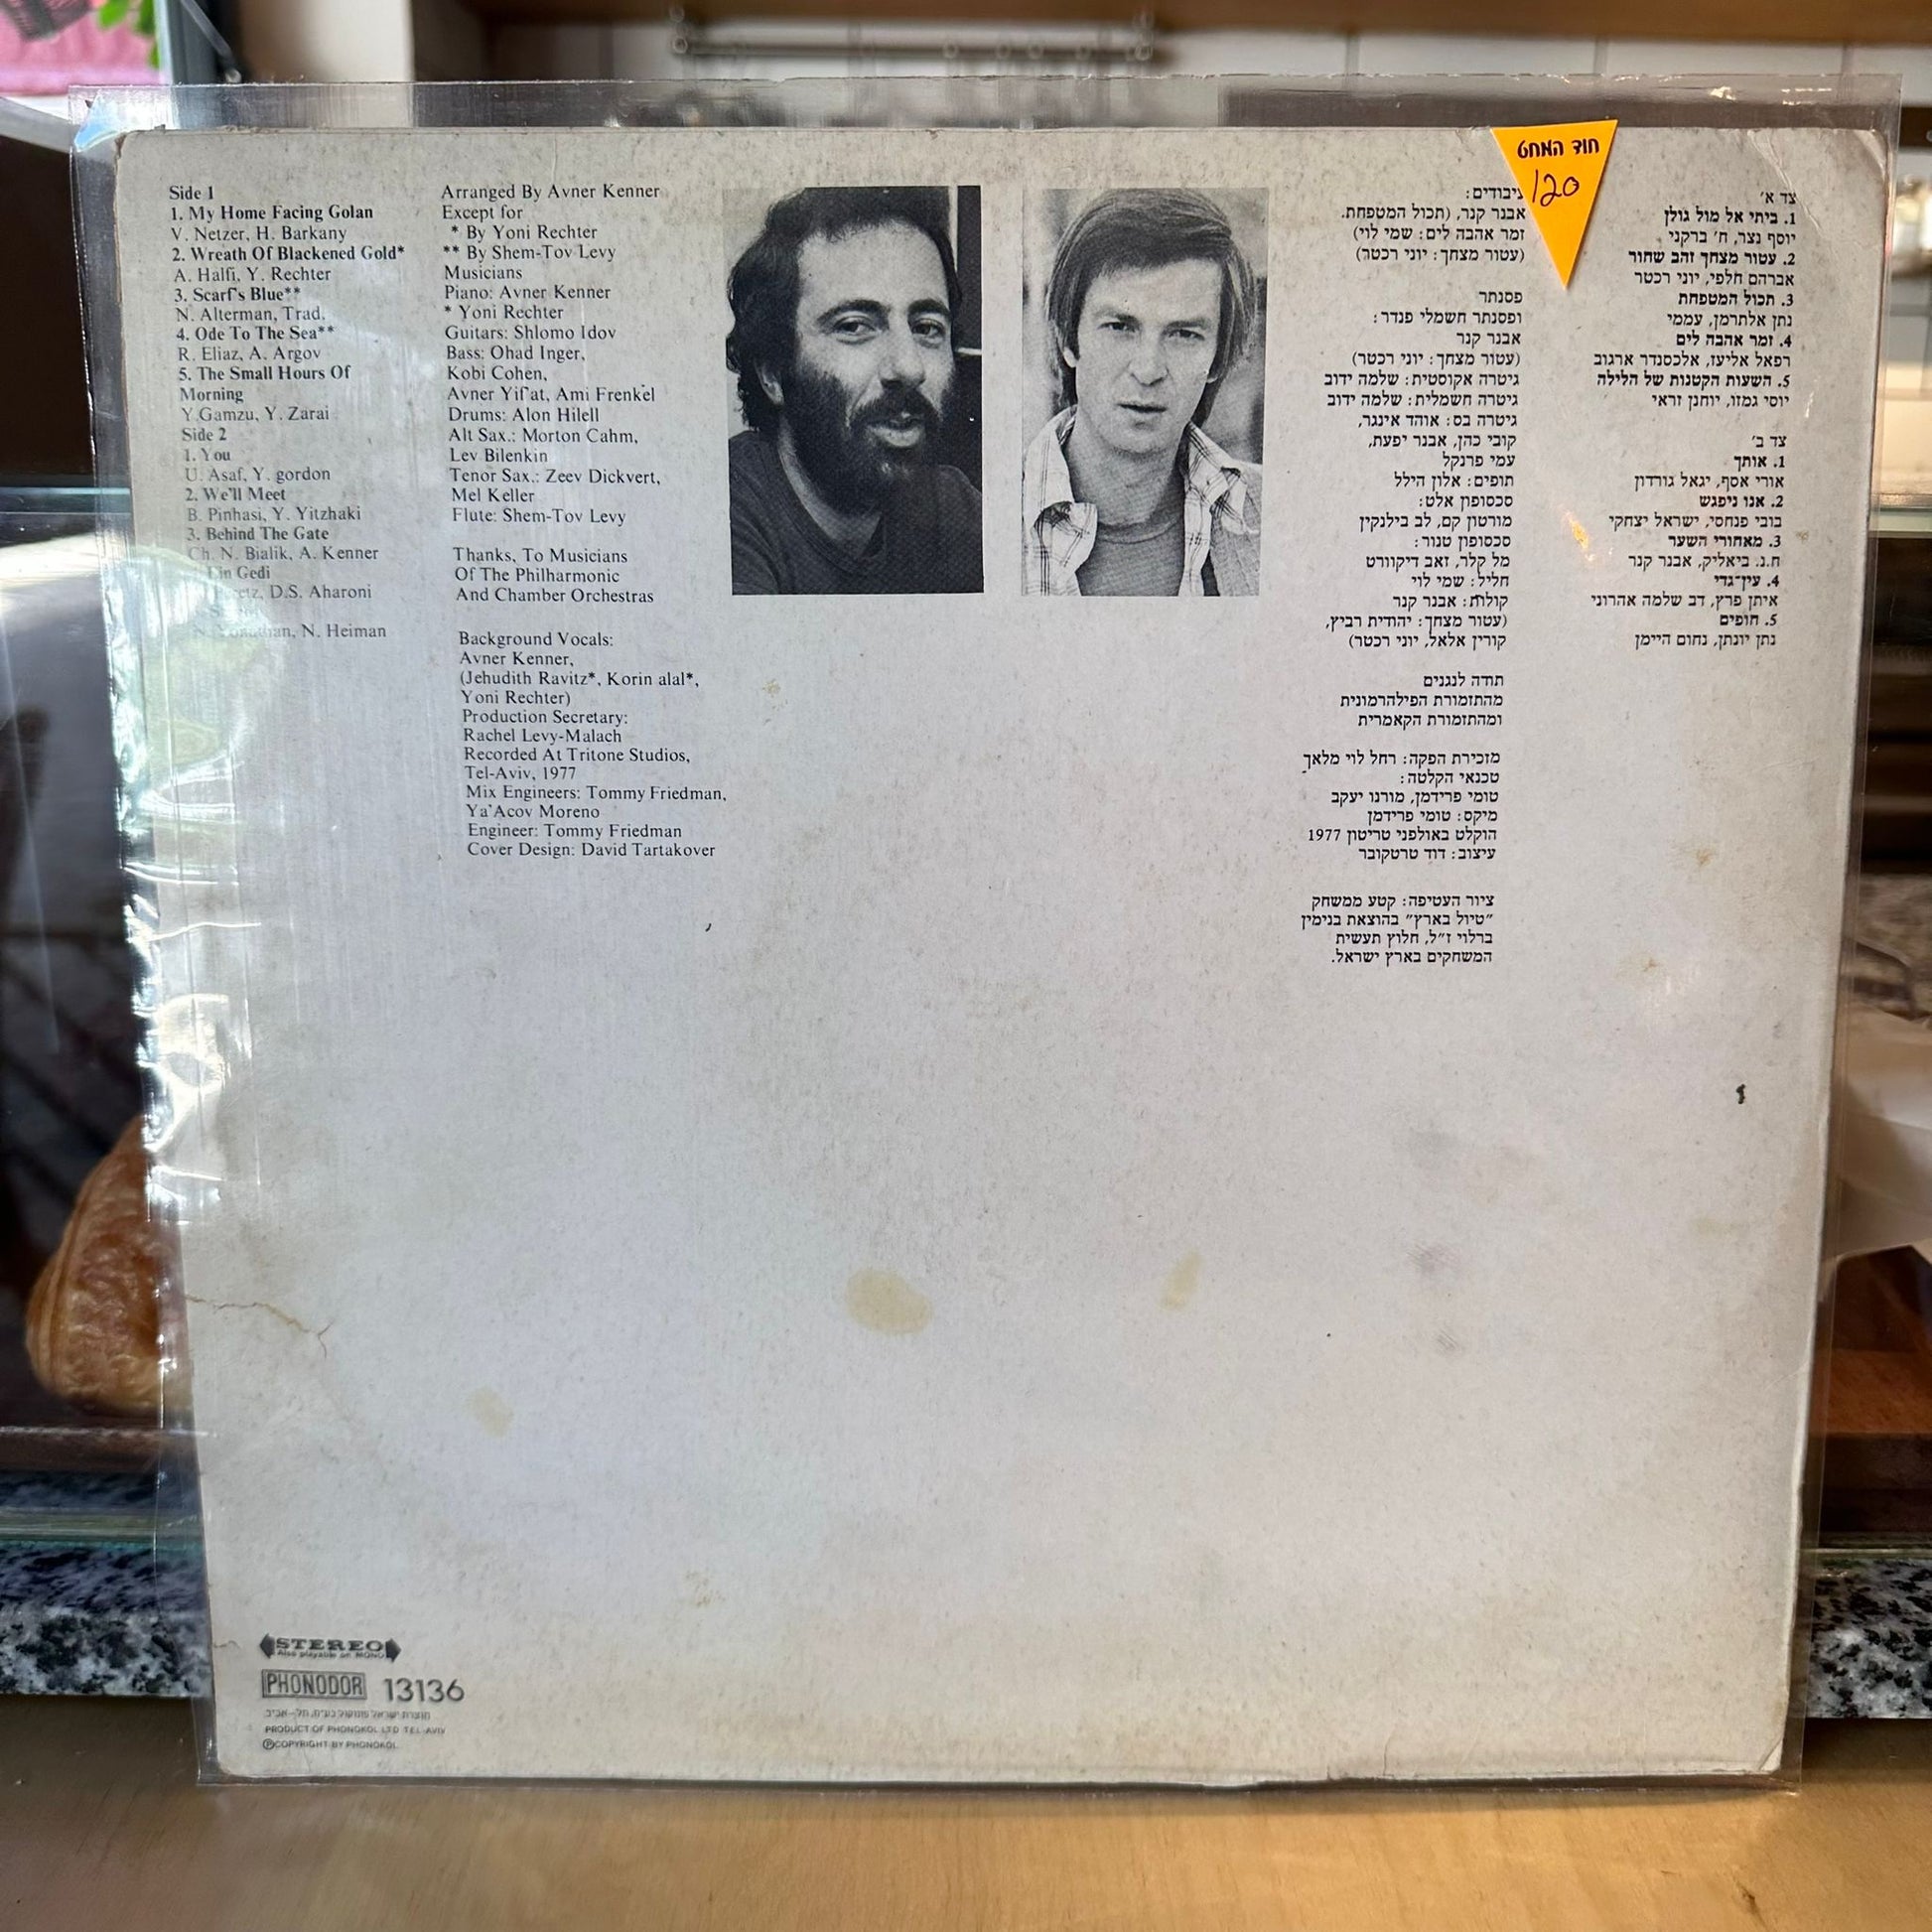 Side 1
1. My Home Facing Golan
V. Netzer, H. Barkany
2. Wreath Of Blackened Gold*
A. Halfi, Y. Rechter
3. Scarf's Blue**
N. Alterman, Trad.
4. Ode To The Sea**
R. Eliaz, A. Argov
5. The Small Hours Of
Morning
Y.Gamzu, Y. Zarai
Side 2
1. You
U. Asaf, Y. gordon
2. We'll Meet
B. Pinhasi, Y. Yitzhaki
3. Behind The Gate
Ch. N. Bialik, A. Kenner
Gedi
D.S. Aharoni
N. Heiman
Arranged By Avner Kenner
Except for
* By Yoni Rechter
** By Shem-Tov Levy
Musicians
Piano: Avner Kenner
* Yoni Rechter
Guitars: Shlomo Idov
Bass: Ohad Inger,
Kobi Cohen,
Avner Yif'at, Ami Frenkel
Drums: Alon Hilell
Alt Sax.: Morton Cahm,
Lev Bilenkin
Tenor Sax.: Zeev Dickvert,
Mel Keller
Flute: Shem-Tov Levy
Thanks, To Musicians
Of The Philharmonic
And Chamber Orchestras
Background Vocals:
Avner Kenner,
(Jehudith Ravitz*, Korin alal*,
Yoni Rechter)
Production Secretary:
Rachel Levy-Malach
Recorded At Tritone Studios,
Tel-Aviv, 1977
Mix Engineers: Tommy Friedman,
Ya'Acov Moreno
Engineer: Tommy Friedman
Cover Design: David Tartakover
עיבודים:
אבנר קנר, (תכול המטפחת.
זמר אהבה לים: שמי לוי)
(עטור מצחך: יוני רכטר)
פסנתר
ופסנתר חשמלי פנדר:
אבנר קנר
(עטור מצחך: יוני רכטר)
גיטרה אקוסטית: שלמה ידוב
גיטרה חשמלית: שלמה ידוב
גיטרה בס: אוהד אינגר,
קובי כהן, אבנר יפעת,
עמי פרנקל
תופים: אלון הילל
סכסופון אלט:
מורטון קם, לב בילנקין
סכסופון טנור:
מל קלר, זאב דיקוורט
חליל: שמי לוי
קולות: אבנר קנר
(עטור מצחך: יהודית רביץ,
קורין אלאל, יוני רכטר)
תודה לנגנים
מהתזמורת הפילהרמונית
ומהתזמורת הקאמרית
מזכירת הפקה: רחל לוי מלאך
טכנאי הקלטה:
טומי פרידמן, מורנו יעקב
מיקס: טומי פרידמן
הוקלט באולפני טריטון 1977
עיצוב: דוד טרטקובר
ציור העטיפה: קטע ממשחק
״טיול בארץ״ בהוצאת בנימין
ברלוי ז״ל, חלוץ תעשית
המשחקים בארץ ישראל.
חוד המחט
120
צד א׳
1. ביתי אל מול גולן
יוסף נצר, ח׳ ברקני
2. עטור מצחך זהב שחור
אברהם חלפי, יוני רכטר
3. תכול המטפחת
נתן אלתרמן, עממי
4. זמר אהבה לים
רפאל אליעז, אלכסנדר ארגוב
5. השעות הקטנות של הלילה
יוסי גמזו, יוחנן זראי
צד ב׳
1. אותך
אורי אסף, יגאל גורדון
2. אנו ניפגש
בובי פנחסי, ישראל יצחקי
3. מאחורי השער
ח.נ. ביאליק, אבנר קנר
4. עין־גדי
איתן פרץ, דב שלמה אהרוני
5. חופים
נתן יונתן, נחום היימן
STEREO
Also playable on MONO
PHONODOR 13136
תוצרת ישראל פונוקול בע״מ, תל-אביב
PRODUCT OF PHONOKOL LTD TEL-AVIV
℗COPYRIGHT BY PHONOKOL